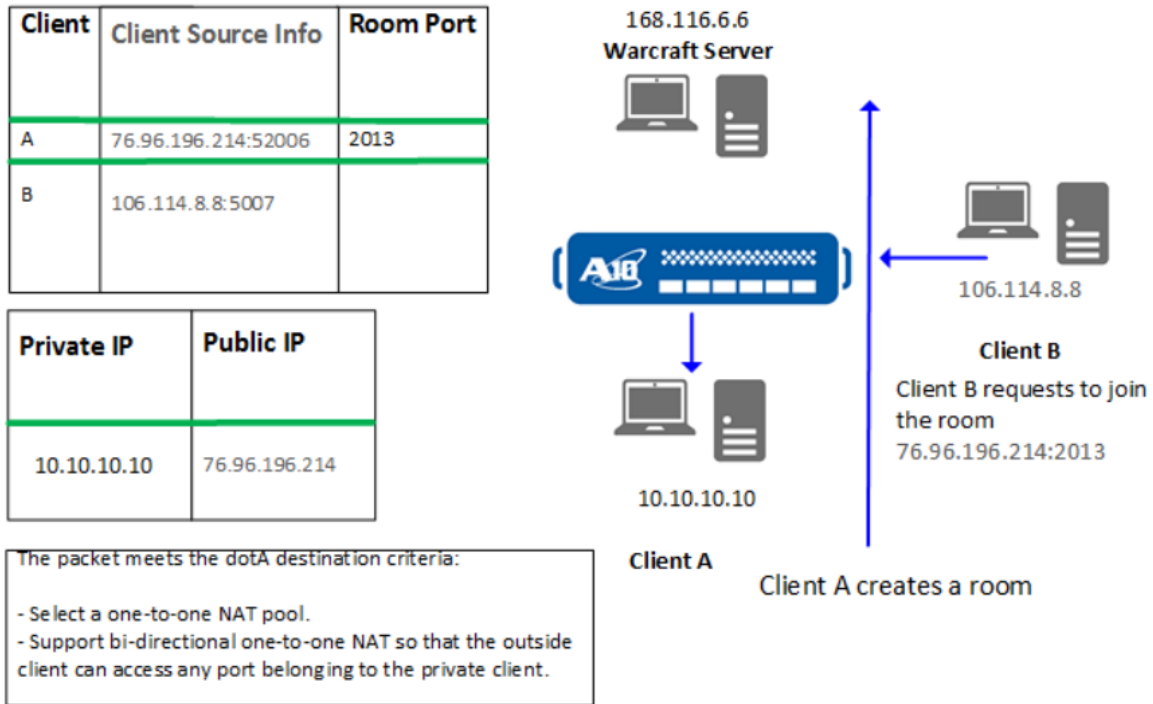 Client Client Source Info Room Port
A 76.96.196.214:52006 2013
B 106.114.8.8:5007
Private IP Public IP
10.10.10.10 76.96.196.214
The packet meets the dotA destination criteria:
- Select a one-to-one NAT pool.
- Support bi-directional one-to-one NAT so that the outside
client can access any port belonging to the private client.
168.116.6.6
Warcraft Server
A10
106.114.8.8
Client B
Client B requests to join
the room
76.96.196.214:2013
10.10.10.10
Client A
Client A creates a room